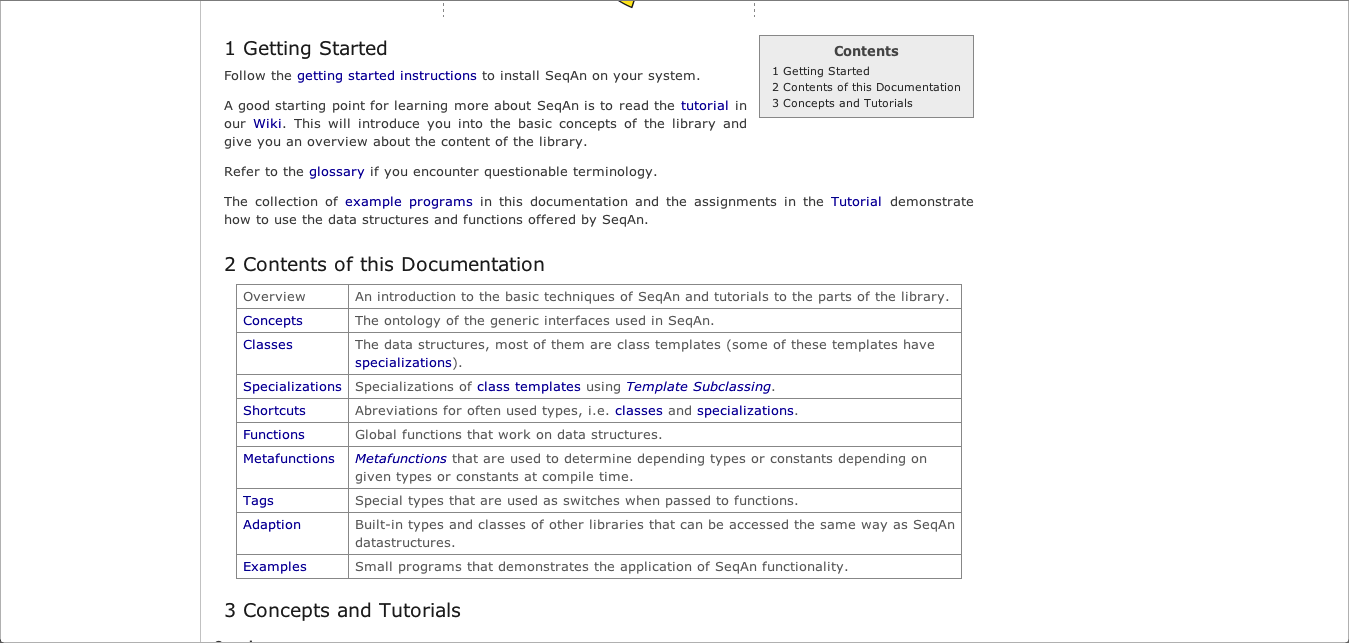 1 Getting Started
Contents
1 Getting Started
2 Contents of this Documentation
3 Concepts and Tutorials
Follow the getting started instructions to install SeqAn on your system.
A good starting point for learning more about SeqAn is to read the tutorial in
our Wiki. This will introduce you into the basic concepts of the library and
give you an overview about the content of the library.
Refer to the glossary if you encounter questionable terminology.
The collection of example programs in this documentation and the assignments in the Tutorial demonstrate
how to use the data structures and functions offered by SeqAn.
2 Contents of this Documentation
Overview An introduction to the basic techniques of SeqAn and tutorials to the parts of the library.
Concepts The ontology of the generic interfaces used in SeqAn.
Classes The data structures, most of them are class templates (some of these templates have
specializations).
Specializations Specializations of class templates using Template Subclassing.
Shortcuts Abreviations for often used types, i.e. classes and specializations.
Functions Global functions that work on data structures.
Metafunctions Metafunctions that are used to determine depending types or constants depending on
given types or constants at compile time.
Tags Special types that are used as switches when passed to functions.
Adaption Built-in types and classes of other libraries that can be accessed the same way as SeqAn
datastructures.
Examples Small programs that demonstrates the application of SeqAn functionality.
3 Concepts and Tutorials